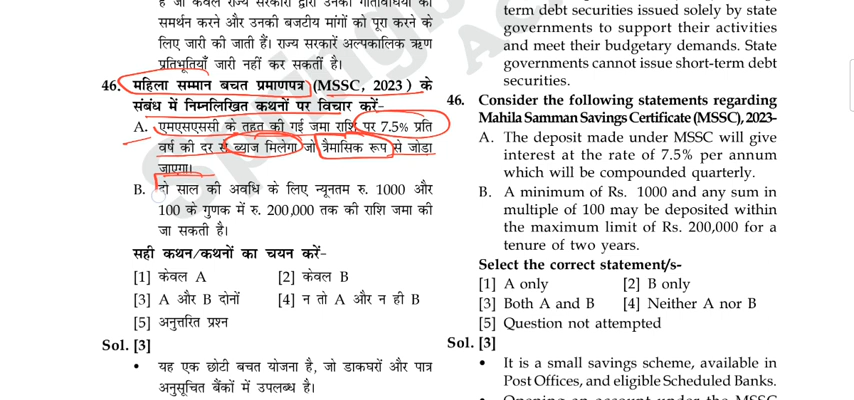 है जो केवल राज्य सरकारों द्वारा उनकी गतिविधियों का
समर्थन करने और उनकी बजटीय मांगों को पूरा करने के
लिए जारी की जाती हैं। राज्य सरकारें अल्पकालिक ऋण
प्रतिभूतियाँ जारी नहीं कर सकतीं है।
46. महिला सम्मान बचत प्रमाणपत्र (MSSC, 2023) के
संबंध में निम्नलिखित कथनों पर विचार करें-
A. एमएसएससी के तहत की गई जमा राशि पर 7.5% प्रति
वर्ष की दर से ब्याज मिलेगा जो त्रैमासिक रूप से जोड़ा
जाएगा।
B. दो साल की अवधि के लिए न्यूनतम रु. 1000 और
100 के गुणक में रु. 200,000 तक की राशि जमा की
जा सकती है।
सही कथन/कथनों का चयन करें-
[1] केवल A [2] केवल B
[3] A और B दोनों [4] न तो A और न ही B
[5] अनुत्तरित प्रश्न
Sol. [3]
• यह एक छोटी बचत योजना है, जो डाकघरों और पात्र
अनुसूचित बैंकों में उपलब्ध है।
term debt securities issued solely by state
governments to support their activities
and meet their budgetary demands. State
governments cannot issue short-term debt
securities.
46. Consider the following statements regarding
Mahila Samman Savings Certificate (MSSC), 2023-
A. The deposit made under MSSC will give
interest at the rate of 7.5% per annum
which will be compounded quarterly.
B. A minimum of Rs. 1000 and any sum in
multiple of 100 may be deposited within
the maximum limit of Rs. 200,000 for a
tenure of two years.
Select the correct statement/s-
[1] A only [2] B only
[3] Both A and B [4] Neither A nor B
[5] Question not attempted
Sol. [3]
• It is a small savings scheme, available in
Post Offices, and eligible Scheduled Banks.
• Opening an account under the MSSC